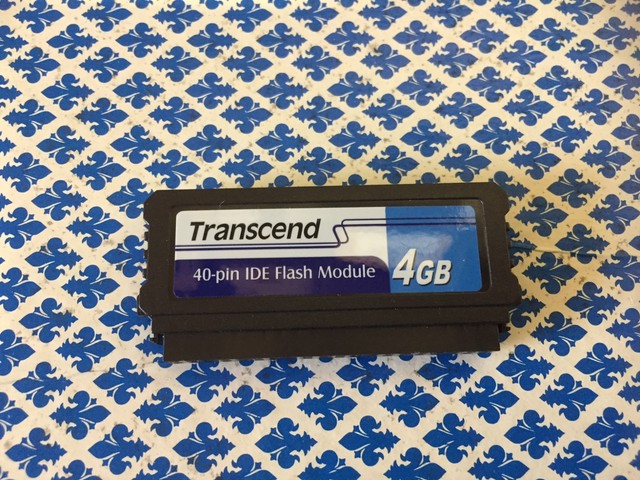 Transcend
40-pin IDE Flash Module
4GB